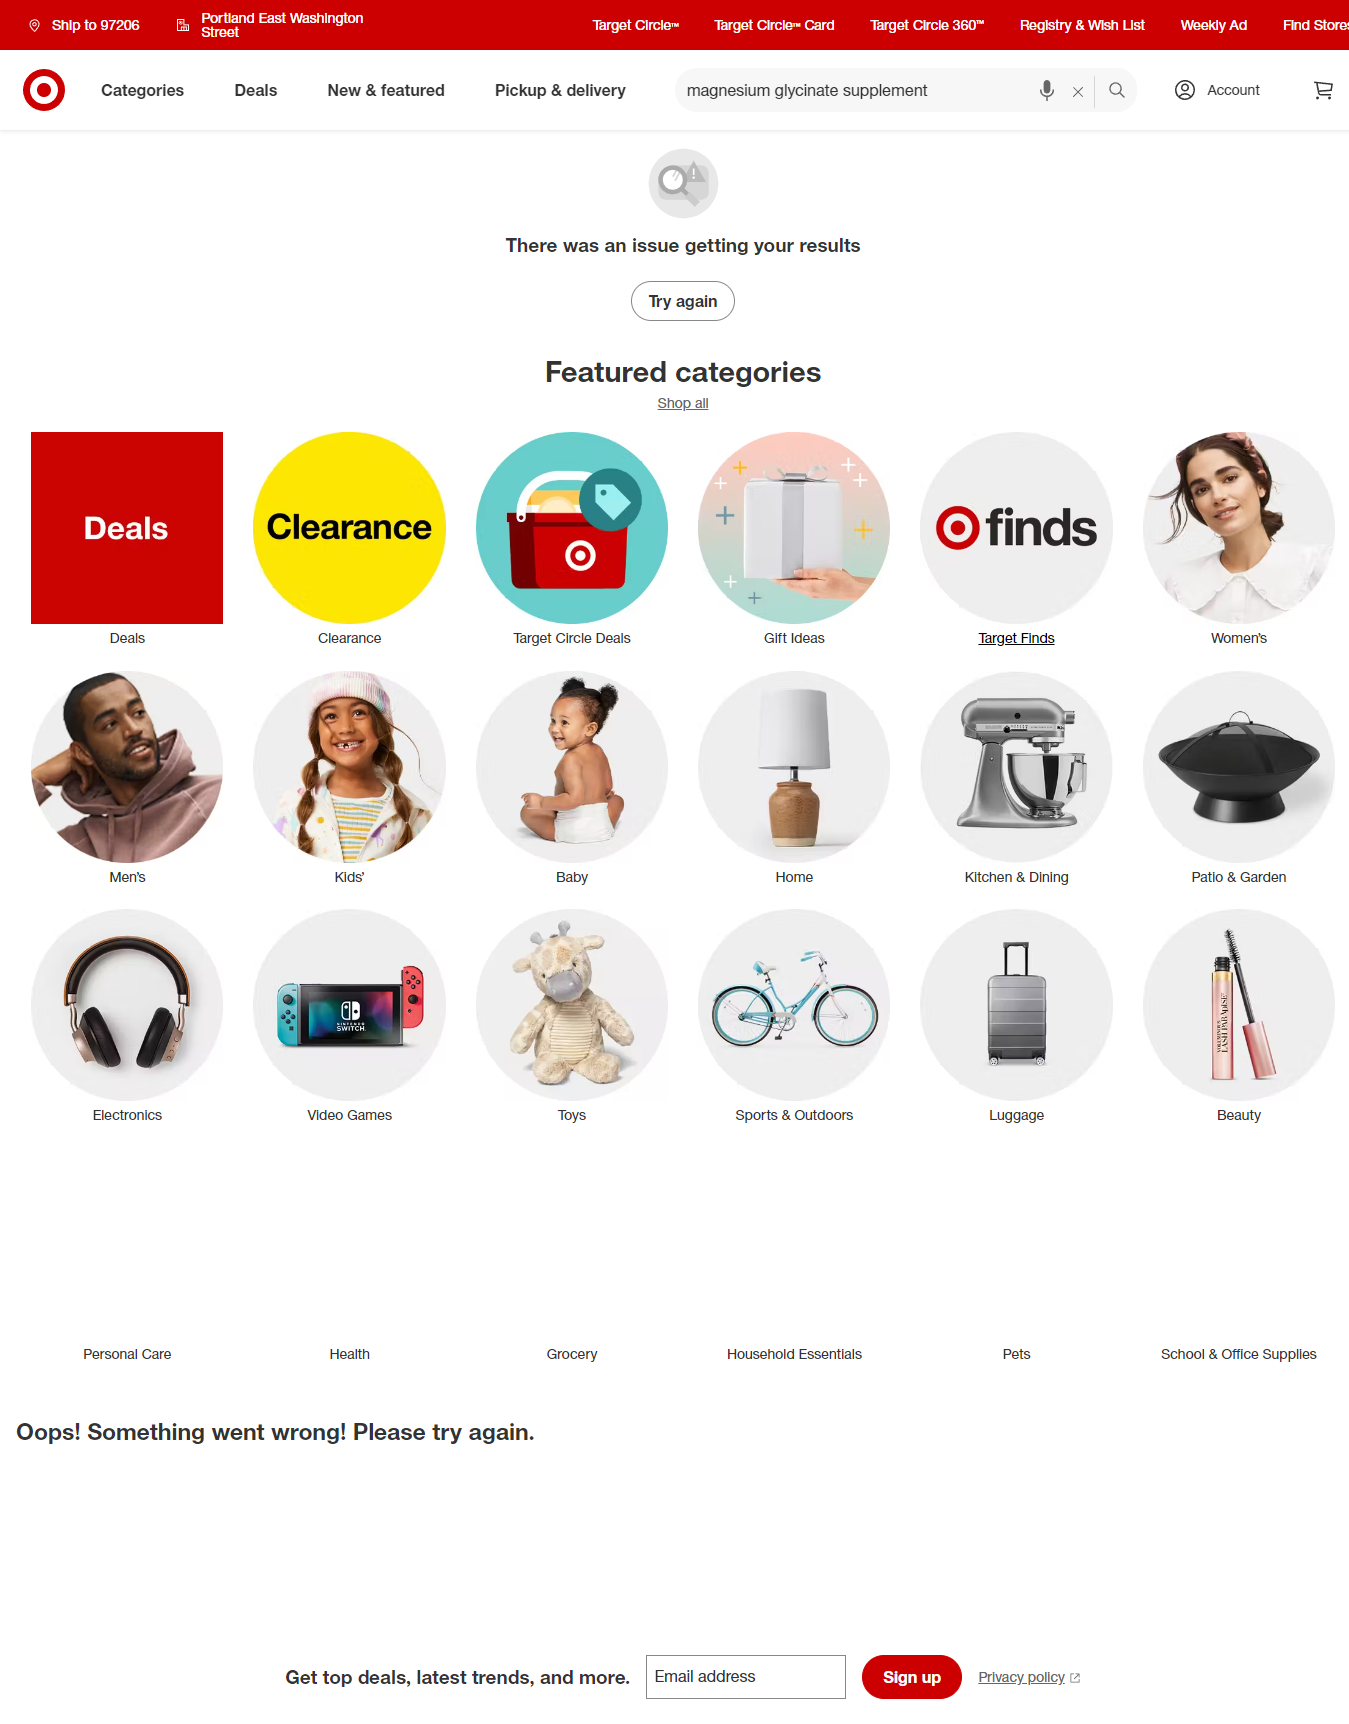 Ship to 97206
Portland East Washington
Street
Target Circle™
Target Circle™ Card
Target Circle 360™
Registry & Wish List
Weekly Ad
Find Stores
Categories
Deals
New & featured
Pickup & delivery
magnesium glycinate supplement
Account
There was an issue getting your results
Try again
Featured categories
Shop all
Deals
Clearance
finds
Deals
Clearance
Target Circle Deals
Gift Ideas
Target Finds
Women's
Men's
Kids'
Baby
Home
Kitchen & Dining
Patio & Garden
NINTENDO
SWITCH.
LASH PARADISE
Electronics
Video Games
Toys
Sports & Outdoors
Luggage
Beauty
Personal Care
Health
Grocery
Household Essentials
Pets
School & Office Supplies
Oops! Something went wrong! Please try again.
Get top deals, latest trends, and more.
Email address
Sign up
Privacy policy